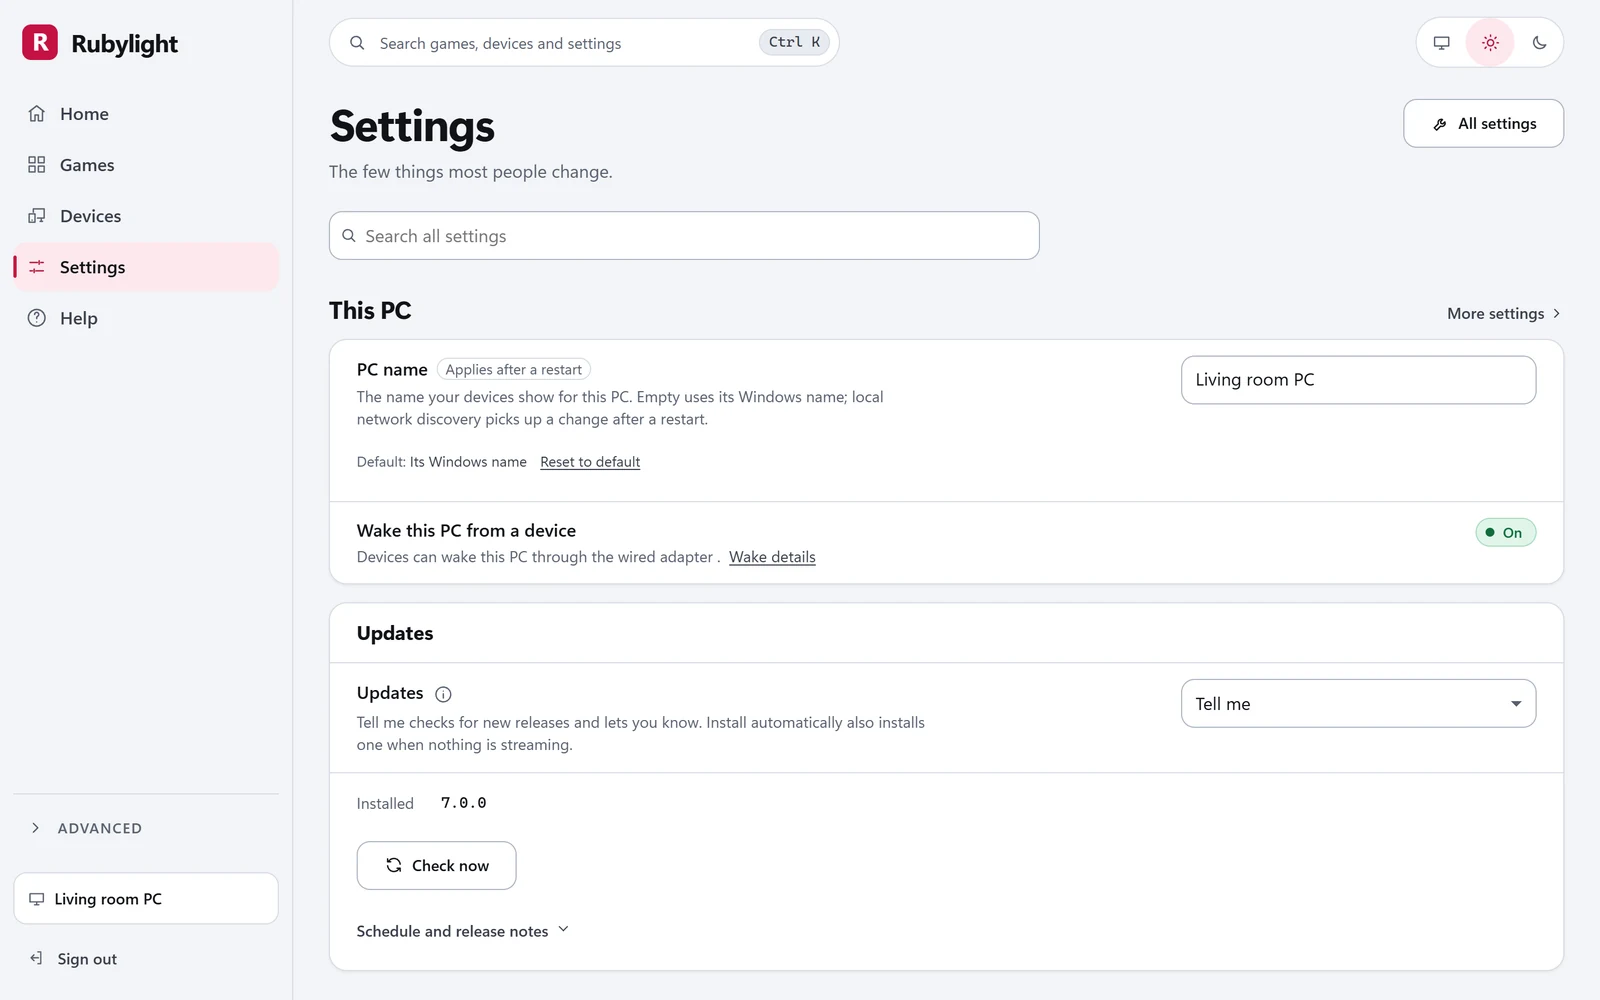 R Rubylight
Search games, devices and settings Ctrl K
Home
Games
Devices
Settings
Help
ADVANCED
Living room PC
Sign out
Settings
All settings
The few things most people change.
Search all settings
This PC
More settings
PC name Applies after a restart
The name your devices show for this PC. Empty uses its Windows name; local
network discovery picks up a change after a restart.
Living room PC
Default: Its Windows name Reset to default
Wake this PC from a device
On
Devices can wake this PC through the wired adapter . Wake details
Updates
Updates
Tell me checks for new releases and lets you know. Install automatically also installs
one when nothing is streaming.
Tell me
Installed 7.0.0
Check now
Schedule and release notes